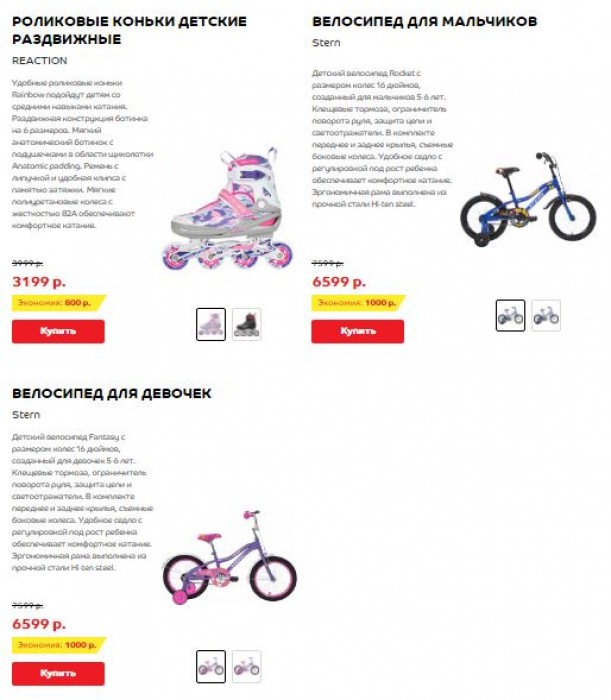 РОЛИКОВЫЕ КОНЬКИ ДЕТСКИЕ
РАЗДВИЖНЫЕ
REACTION
Удобные роликовые коньки
Rainbow подойдут детям со
средними навыками катания.
Раздвижная конструкция ботинка
на 6 размеров. Мягкий
анатомический ботинок с
подушечками в области щиколотки
Anatomic padding. Ремень с
липучкой и удобная клипса с
памятью затяжки. Мягкие
полиуретановые колеса с
жесткостью 82А обеспечивают
комфортное катание.
3999 р.
3199 р.
Экономия: 800 р.
Купить
ВЕЛОСИПЕД ДЛЯ МАЛЬЧИКОВ
Stern
Детский велосипед Rocket с
размером колес 16 дюймов,
созданный для мальчиков 5-6 лет.
Клещевые тормоза, ограничитель
поворота руля, защита цепи и
светоотражатели. В комплекте
переднее и заднее крылья, съемные
боковые колеса. Удобное седло с
регулировкой под рост ребенка
обеспечивает комфортное катание.
Эргономичная рама выполнена из
прочной стали Hi-ten steel.
7599 р.
6599 р.
Экономия: 1000 р.
Купить
ВЕЛОСИПЕД ДЛЯ ДЕВОЧЕК
Stern
Детский велосипед Fantasy с
размером колес 16 дюймов,
созданный для девочек 5-6 лет.
Клещевые тормоза, ограничитель
поворота руля, защита цепи и
светоотражатели. В комплекте
переднее и заднее крылья, съемные
боковые колеса. Удобное седло с
регулировкой под рост ребенка
обеспечивает комфортное катание.
Эргономичная рама выполнена из
прочной стали Hi-ten steel.
7599 р.
6599 р.
Экономия: 1000 р.
Купить